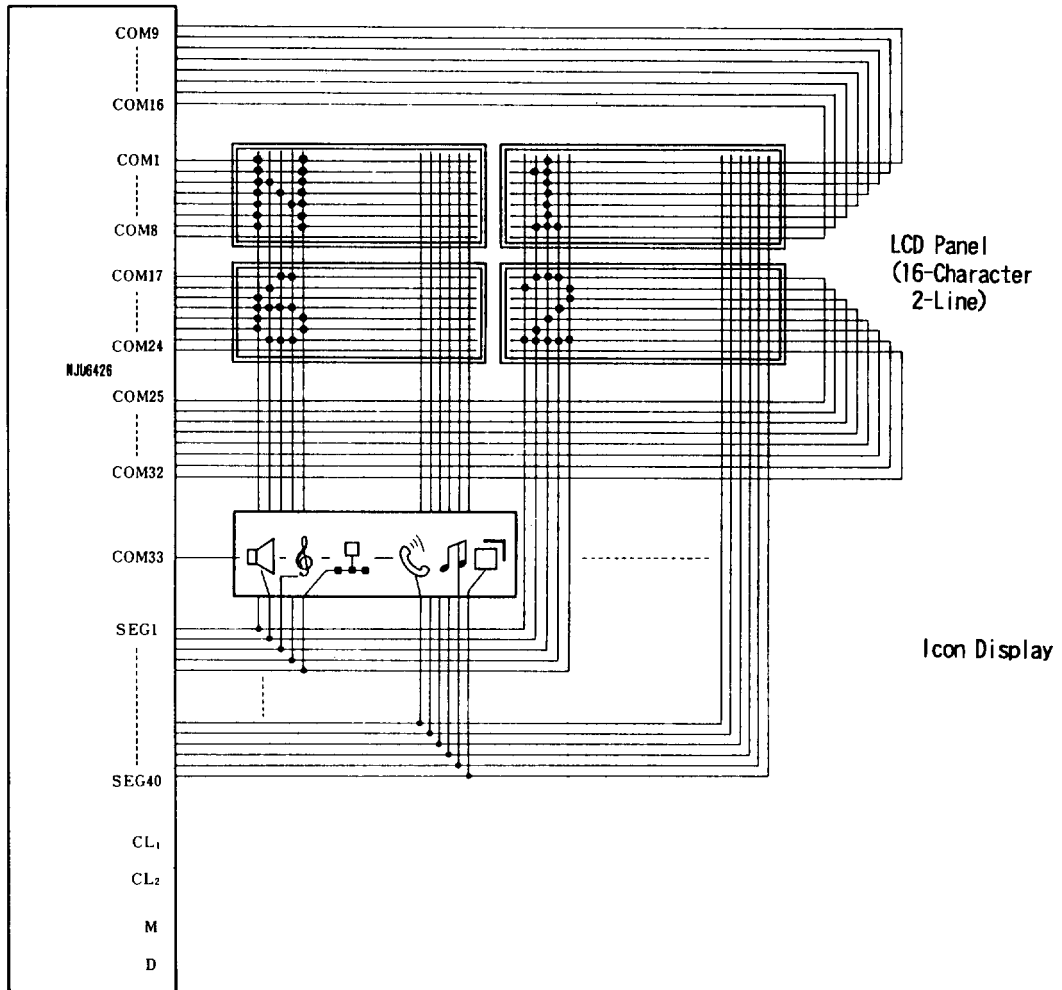 COM9
COM16
COM1
COM8
COM17
COM24
NJU6426
COM25
COM32
COM33
SEG1
SEG40
CL₁
CL₂
M
D
LCD Panel
(16-Character
2-Line)
Icon Display